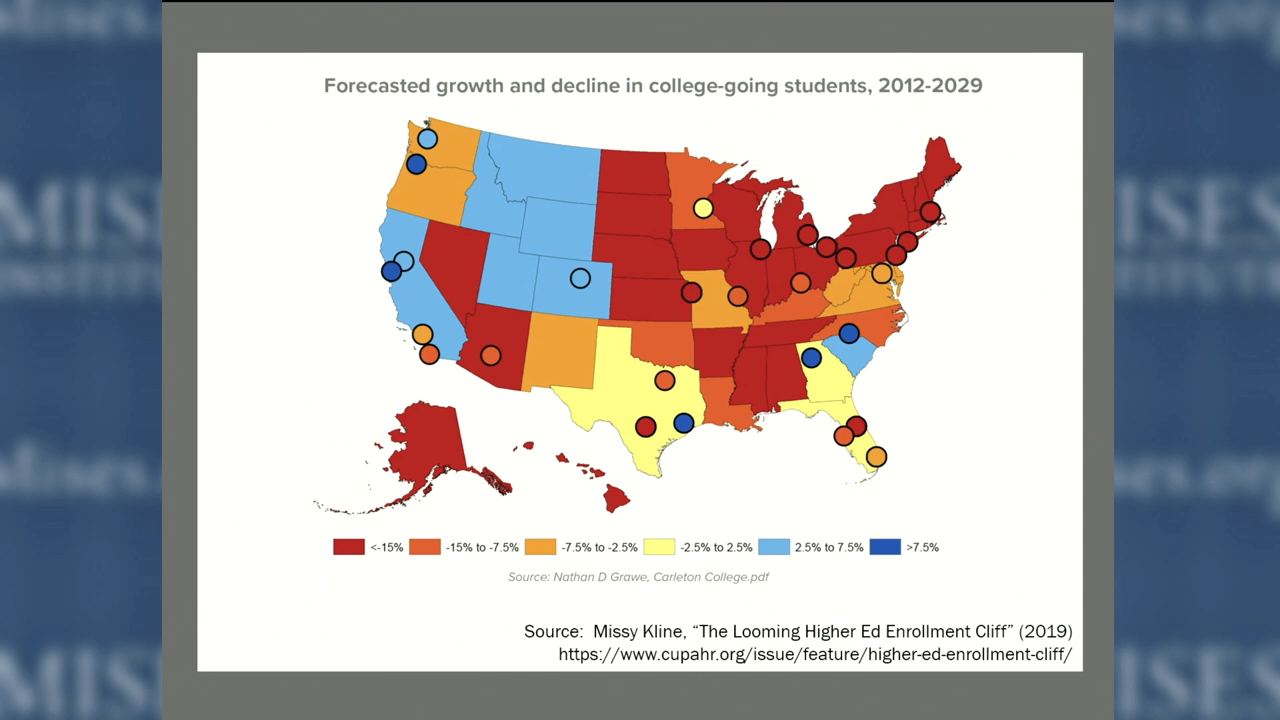 Forecasted growth and decline in college-going students, 2012-2029
<-15% -15% to -7.5% -7.5% to -2.5% -2.5% to 2.5% 2.5% to 7.5% >7.5%
Source: Nathan D Grawe, Carleton College.pdf
Source: Missy Kline, “The Looming Higher Ed Enrollment Cliff” (2019)
https://www.cupahr.org/issue/feature/higher-ed-enrollment-cliff/